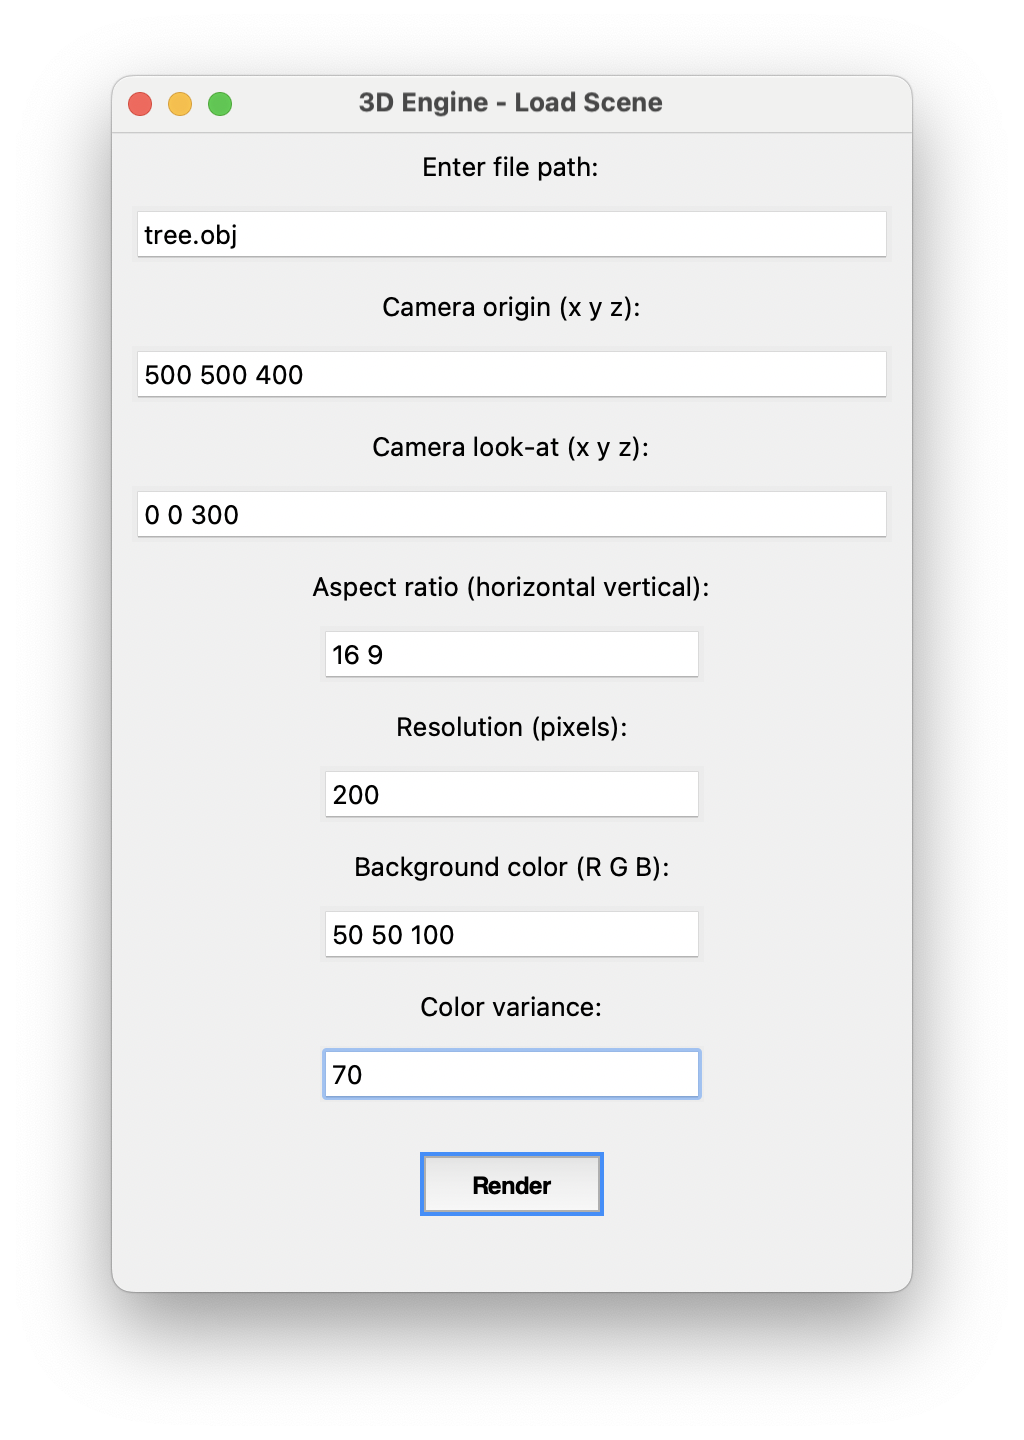 3D Engine - Load Scene
Enter file path:
tree.obj
Camera origin (x y z):
500 500 400
Camera look-at (x y z):
0 0 300
Aspect ratio (horizontal vertical):
16 9
Resolution (pixels):
200
Background color (R G B):
50 50 100
Color variance:
70
Render